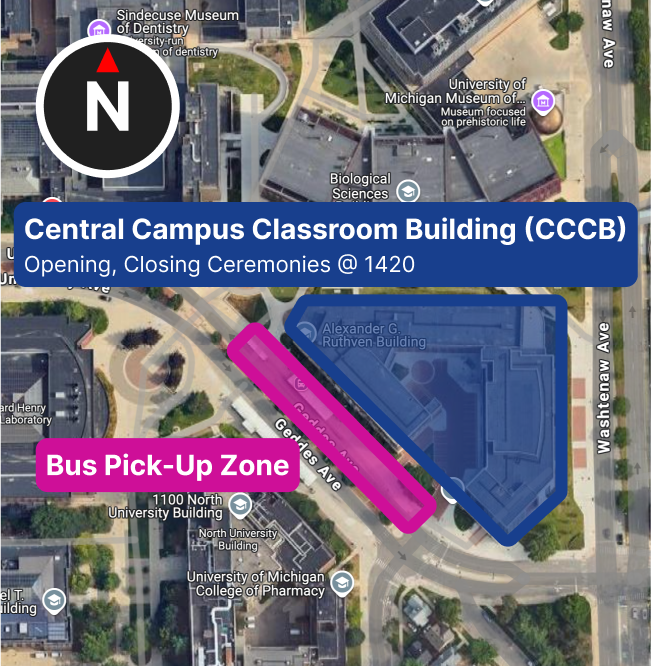 Sindecuse Museum
of Dentistry
versity-run
of dentistry
naw Ave
N
University of
Michigan Museum of...
Museum focused
on prehistoric life
Biological
Sciences
Central Campus Classroom Building (CCCB)
Opening, Closing Ceremonies @ 1420
Ave
Alexander G.
Ruthven Building
Washtenaw Ave
Geddes Ave
ard Henry
Laboratory
Geddes Ave
Bus Pick-Up Zone
1100 North
University Building
North University
Building
University of Michigan
College of Pharmacy
el T.
uilding